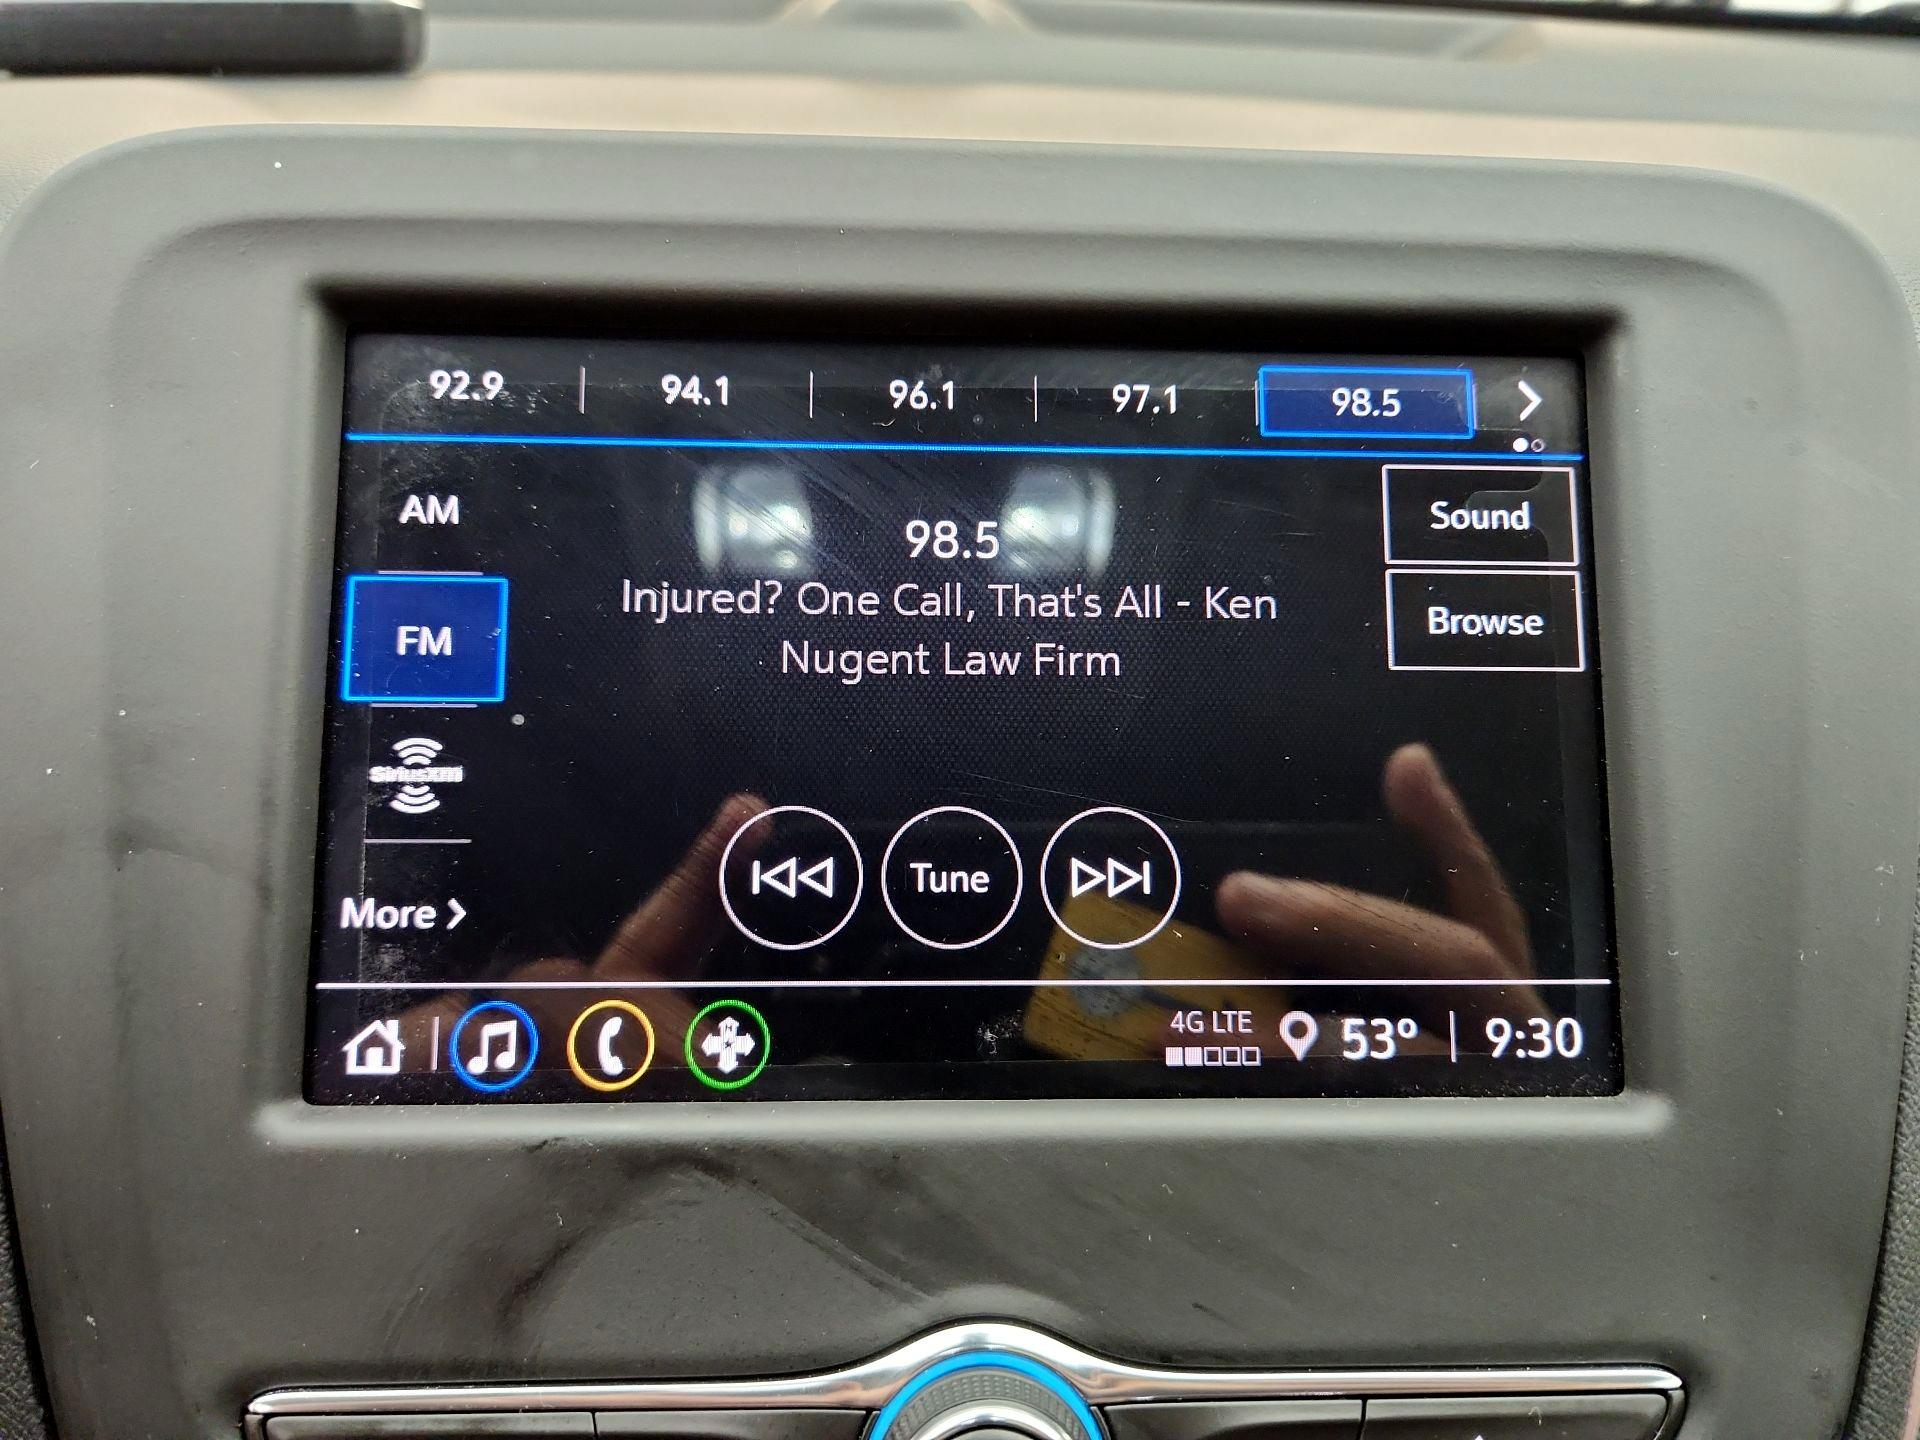 92.9 94.1 96.1 97.1 98.5
AM
FM
SiriusXM
More
98.5
Injured? One Call, That's All - Ken
Nugent Law Firm
Sound
Browse
Tune
N
4G LTE
53° 9:30